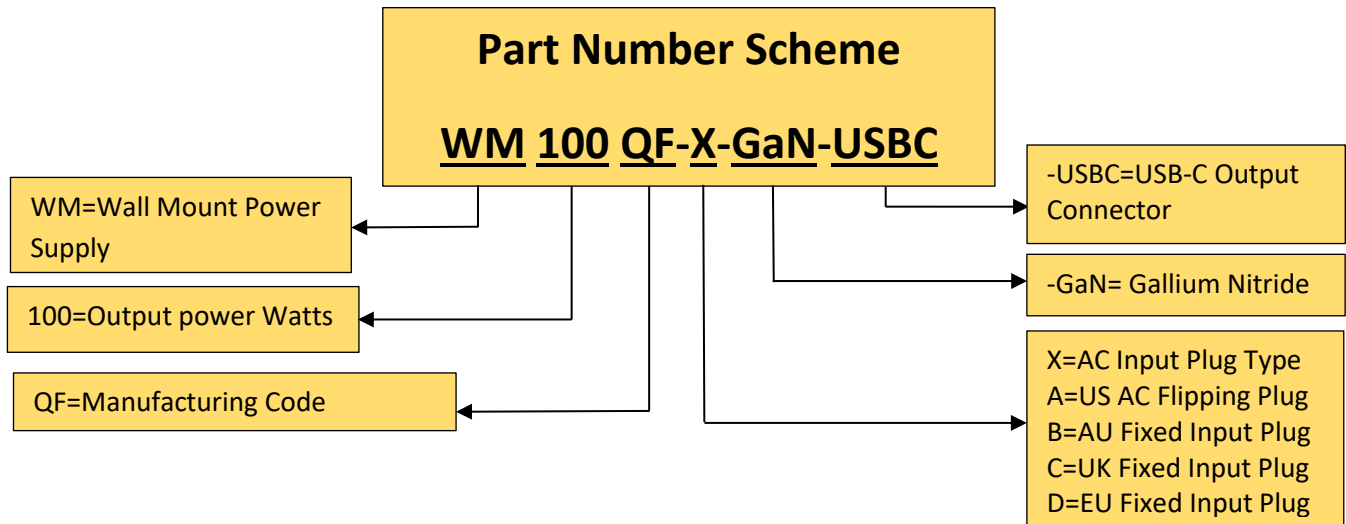 Part Number Scheme
WM 100 QF-X-GaN-USBC
WM=Wall Mount Power
Supply
100=Output power Watts
QF=Manufacturing Code
-USBC=USB-C Output
Connector
-GaN= Gallium Nitride
X=AC Input Plug Type
A=US AC Flipping Plug
B=AU Fixed Input Plug
C=UK Fixed Input Plug
D=EU Fixed Input Plug